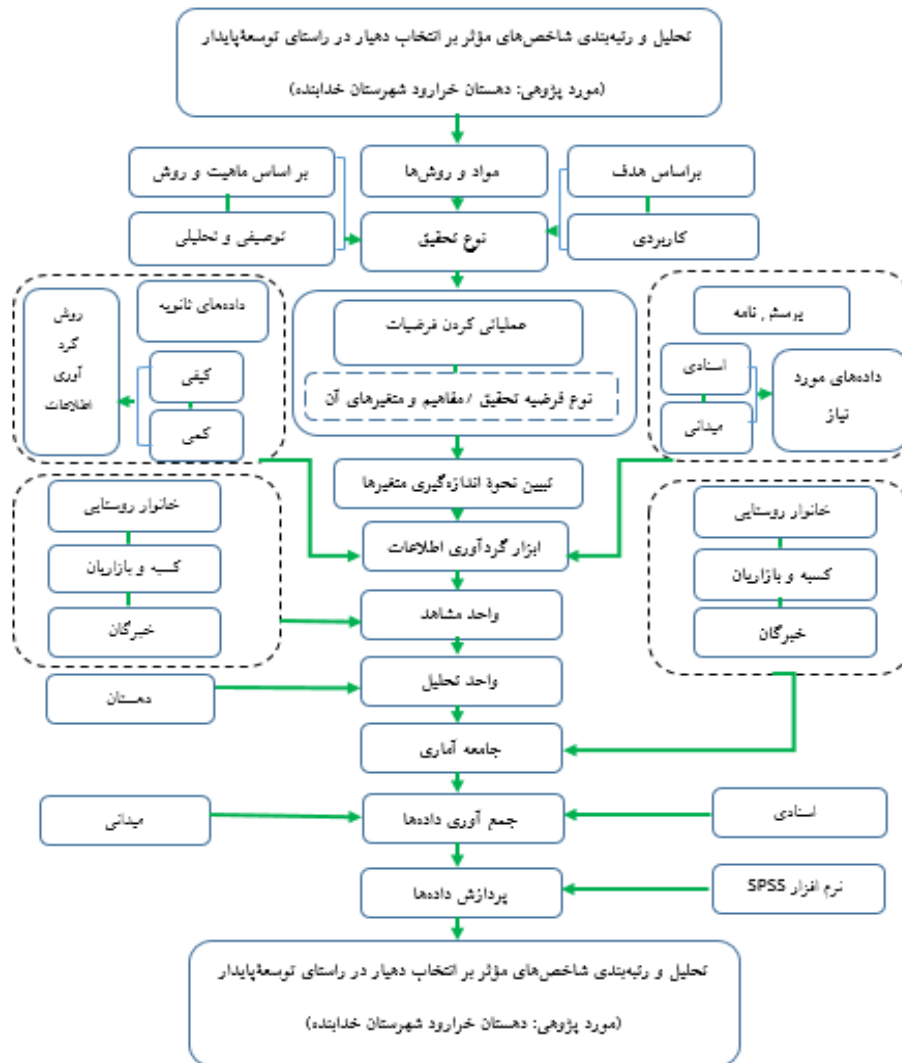 تحلیل و رتبه‌بندی شاخص‌های مؤثر بر انتخاب دهیار در راستای توسعهٔپایدار
(مورد پژوهی: دهستان خرارود شهرستان خدابنده)
بر اساس ماهیت و روش
مواد و روش‌ها
براساس هدف
توصیفی و تحلیلی
نوع تحقیق
کاربردی
داده‌های ثانویه
روش
گرد
آوری
اطلاعات
کیفی
کمی
عملیاتی کردن فرضیات
نوع فرضیه تحقیق /مفاهیم و متغیرهای آن
پرسش نامه
اسنادی
میدانی
داده‌های مورد
نیاز
تبیین نحوهٔ اندازه‌گیری متغیرها
ابزار گردآوری اطلاعات
خانوار روستایی
کسبه و بازاریان
خبرگان
خانوار روستایی
کسبه و بازاریان
خبرگان
واحد مشاهد
واحد تحلیل
دهستان
جامعه آماری
میدانی
جمع آوری داده‌ها
اسنادی
پردازش داده‌ها
نرم افزار SPSS
تحلیل و رتبه‌بندی شاخص‌های مؤثر بر انتخاب دهیار در راستای توسعهٔپایدار
(مورد پژوهی: دهستان خرارود شهرستان خدابنده)